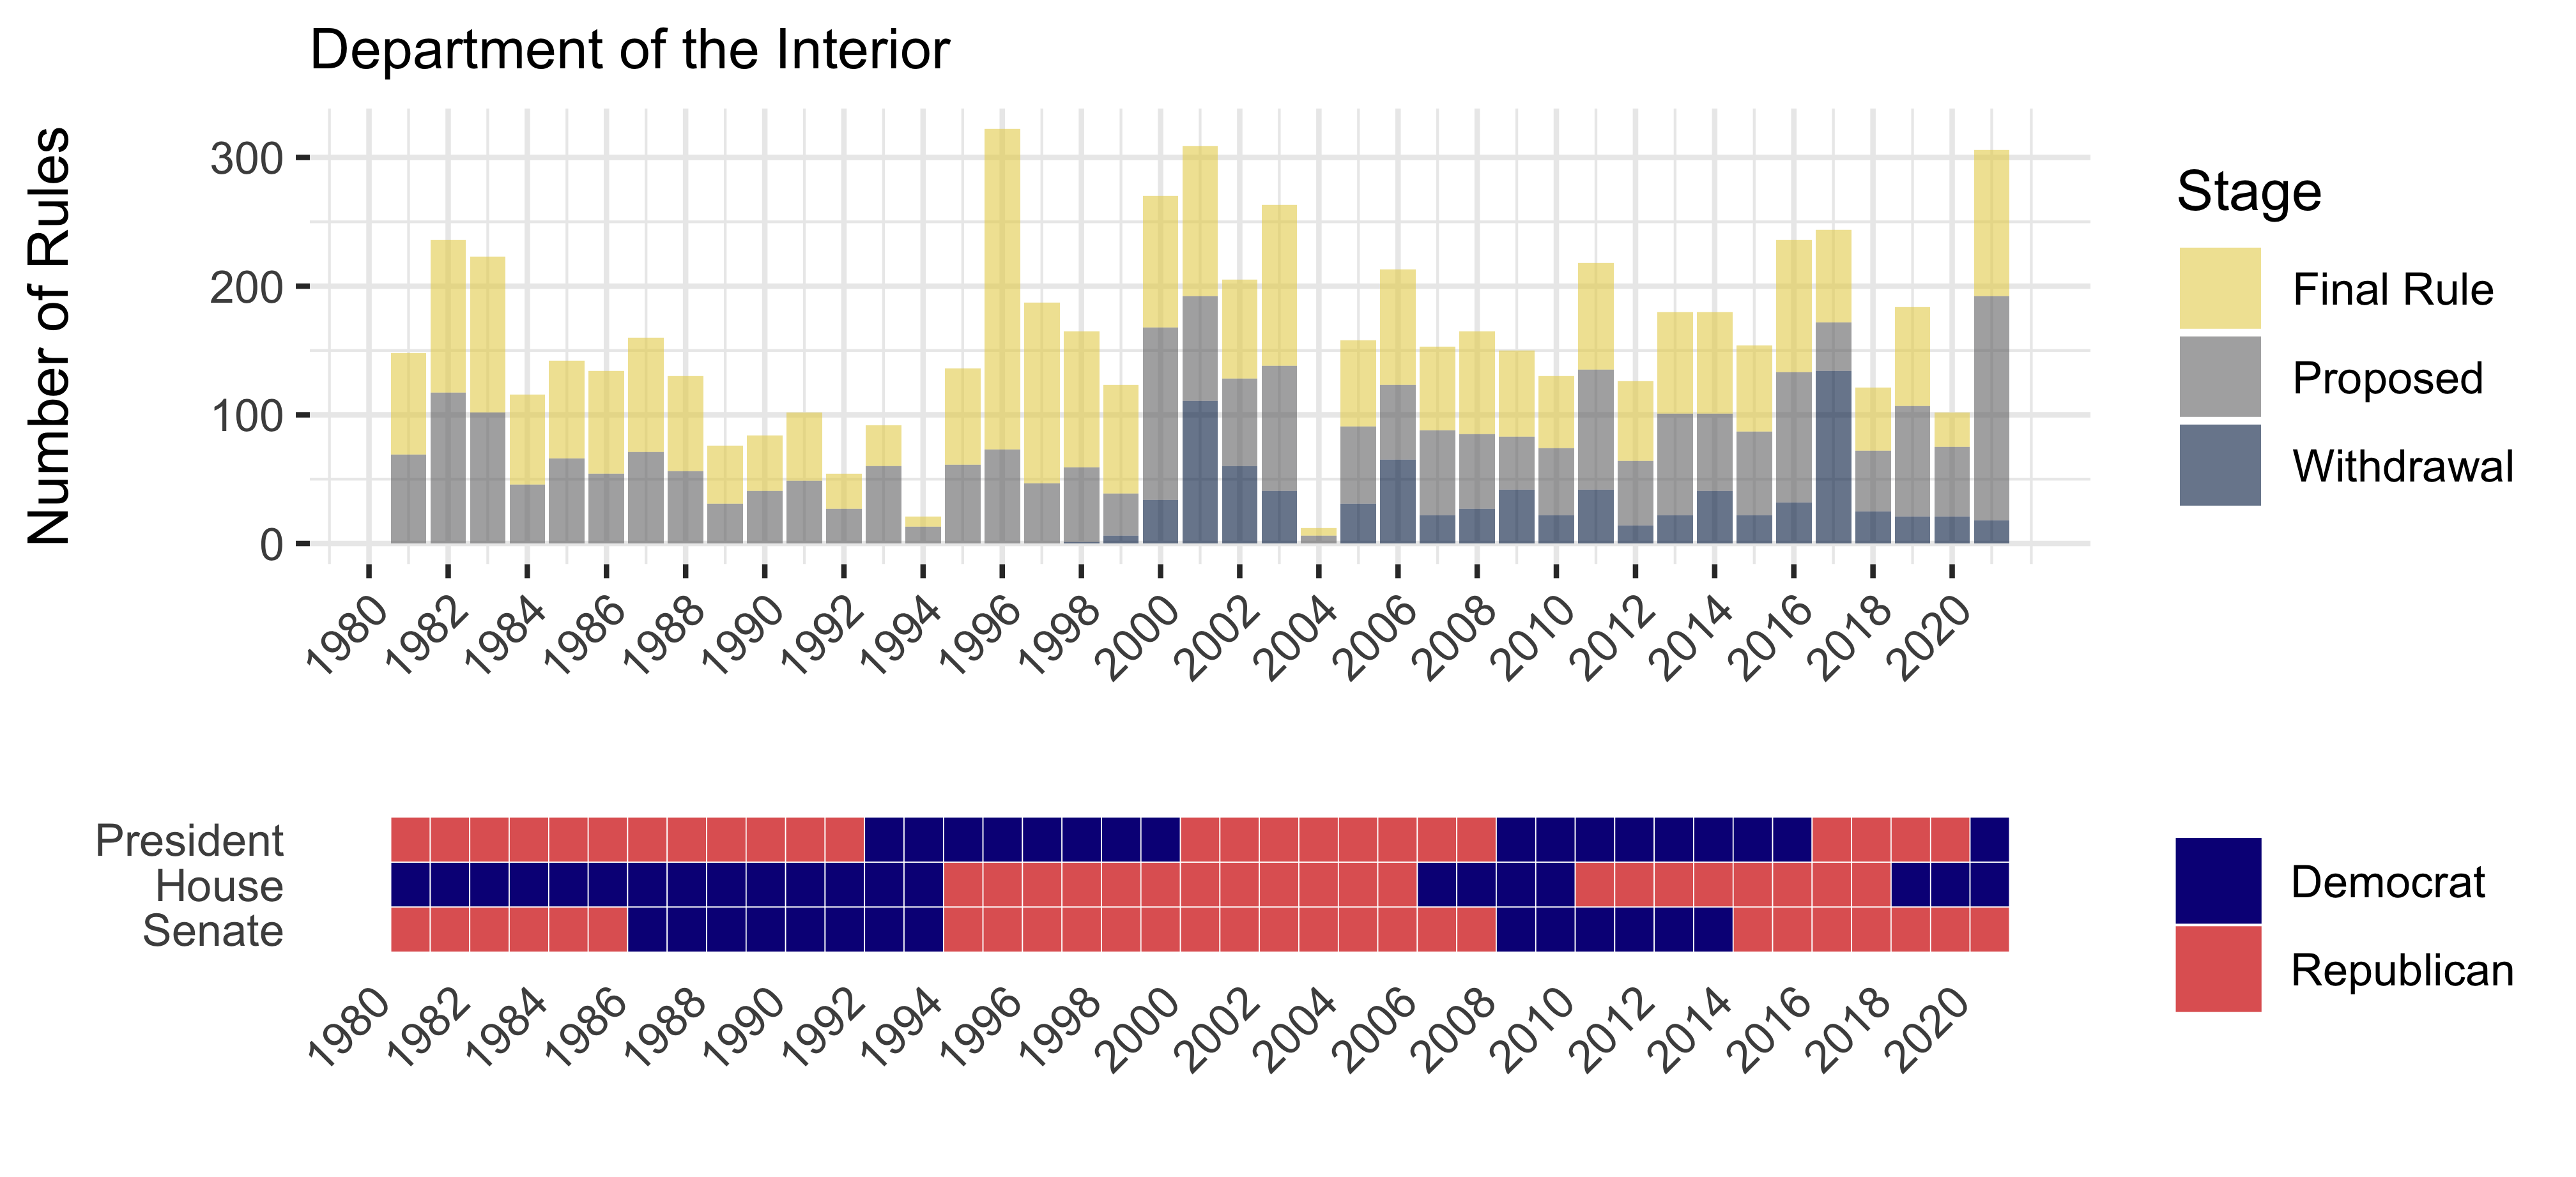 Department of the Interior
Number of Rules
300
200
100
0
1980 1982 1984 1986 1988 1990 1992 1994 1996 1998 2000 2002 2004 2006 2008 2010 2012 2014 2016 2018 2020
Stage
Final Rule
Proposed
Withdrawal
President
House
Senate
1980 1982 1984 1986 1988 1990 1992 1994 1996 1998 2000 2002 2004 2006 2008 2010 2012 2014 2016 2018 2020
Democrat
Republican